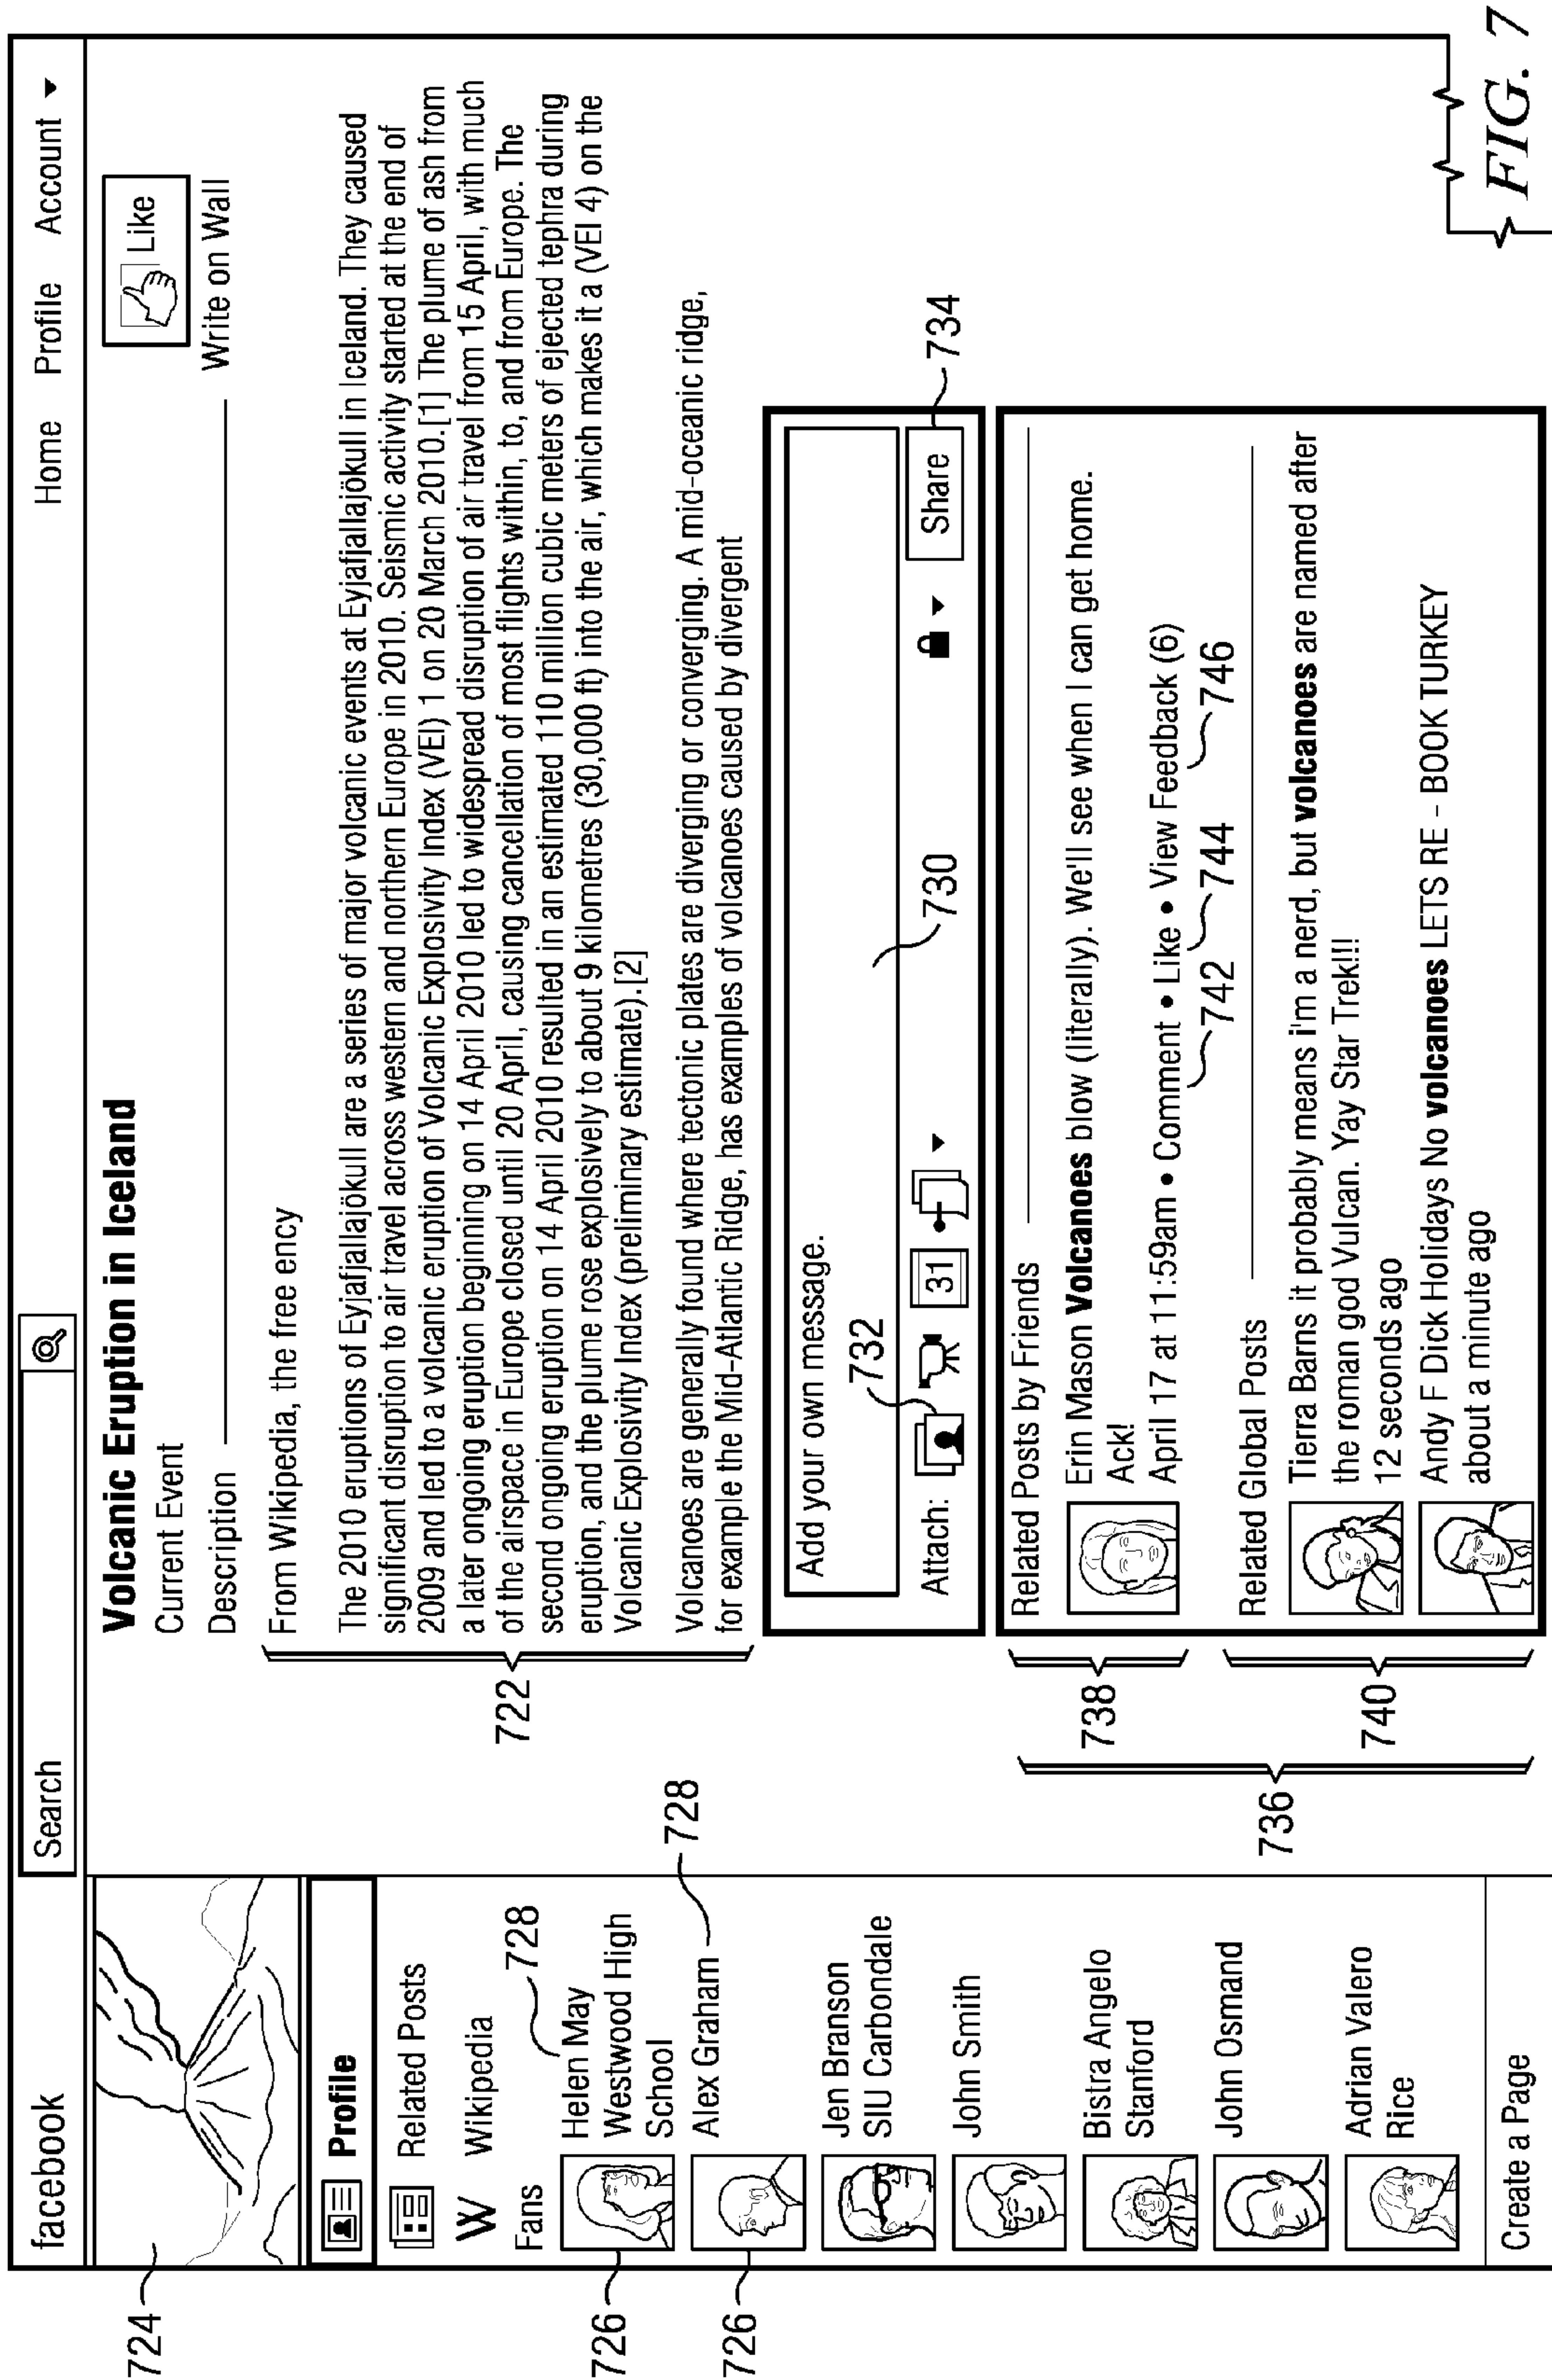 facebook
Search
Home Profile Account
724
Profile
Related Posts
W Wikipedia
Fans
Helen May
Westwood High
School
728
726
Alex Graham
728
726
Jen Branson
SIU Carbondale
John Smith
Bistra Angelo
Stanford
John Osmand
Adrian Valero
Rice
Create a Page
Volcanic Eruption in Iceland
Like
Current Event
Description
Write on Wall
From Wikipedia, the free ency
The 2010 eruptions of Eyjafjallajökull are a series of major volcanic events at Eyjafjallajökull in Iceland. They caused
significant disruption to air travel across western and northern Europe in 2010. Seismic activity started at the end of
2009 and led to a volcanic eruption of Volcanic Explosivity Index (VEI) 1 on 20 March 2010.[1] The plume of ash from
a later ongoing eruption beginning on 14 April 2010 led to widespread disruption of air travel from 15 April, with much
of the airspace in Europe closed until 20 April, causing cancellation of most flights within, to, and from Europe. The
second ongoing eruption on 14 April 2010 resulted in an estimated 110 million cubic meters of ejected tephra during
eruption, and the plume rose explosively to about 9 kilometres (30,000 ft) into the air, which makes it a (VEI 4) on the
Volcanic Explosivity Index (preliminary estimate).[2]
Volcanoes are generally found where tectonic plates are diverging or converging. A mid-oceanic ridge,
for example the Mid-Atlantic Ridge, has examples of volcanoes caused by divergent
722
Add your own message.
732
730
Attach:
31
Share
734
Related Posts by Friends
Erin Mason Volcanoes blow (literally). We'll see when I can get home.
Ack!
April 17 at 11:59am • Comment • Like • View Feedback (6)
742
744
746
738
Related Global Posts
Tierra Barns it probably means i'm a nerd, but volcanoes are named after
the roman god Vulcan. Yay Star Trek!!!
12 seconds ago
Andy F Dick Holidays No volcanoes LETS RE - BOOK TURKEY
about a minute ago
740
736
FIG. 7